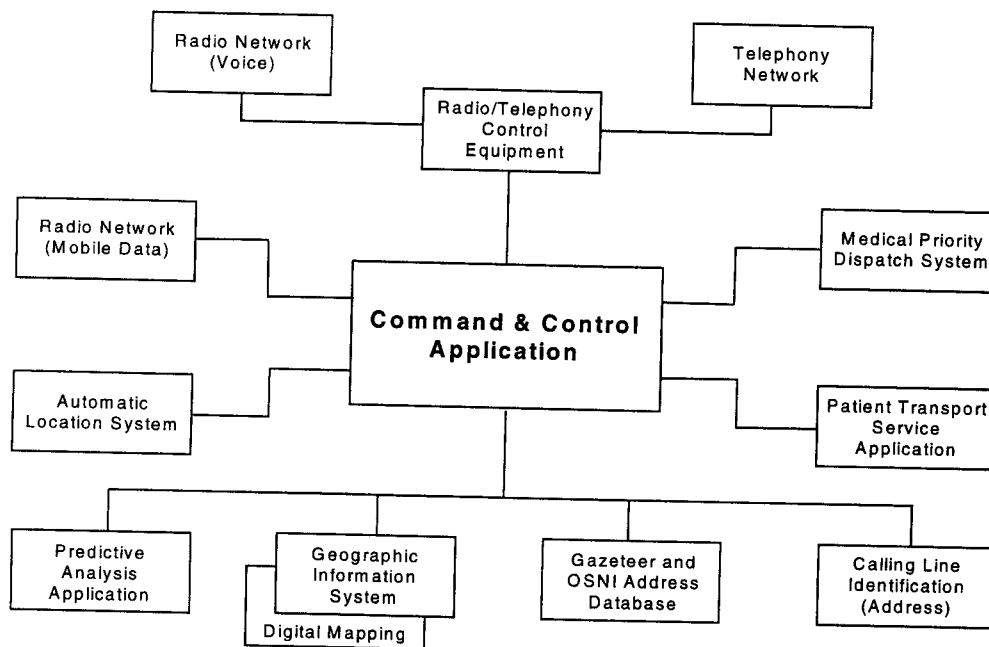 Radio Network
(Voice)
Telephony
Network
Radio/Telephony
Control
Equipment
Radio Network
(Mobile Data)
Medical Priority
Dispatch System
Command & Control
Application
Automatic
Location System
Patient Transport
Service
Application
Predictive
Analysis
Application
Geographic
Information
System
Digital Mapping
Gazeteer and
OSNI Address
Database
Calling Line
Identification
(Address)